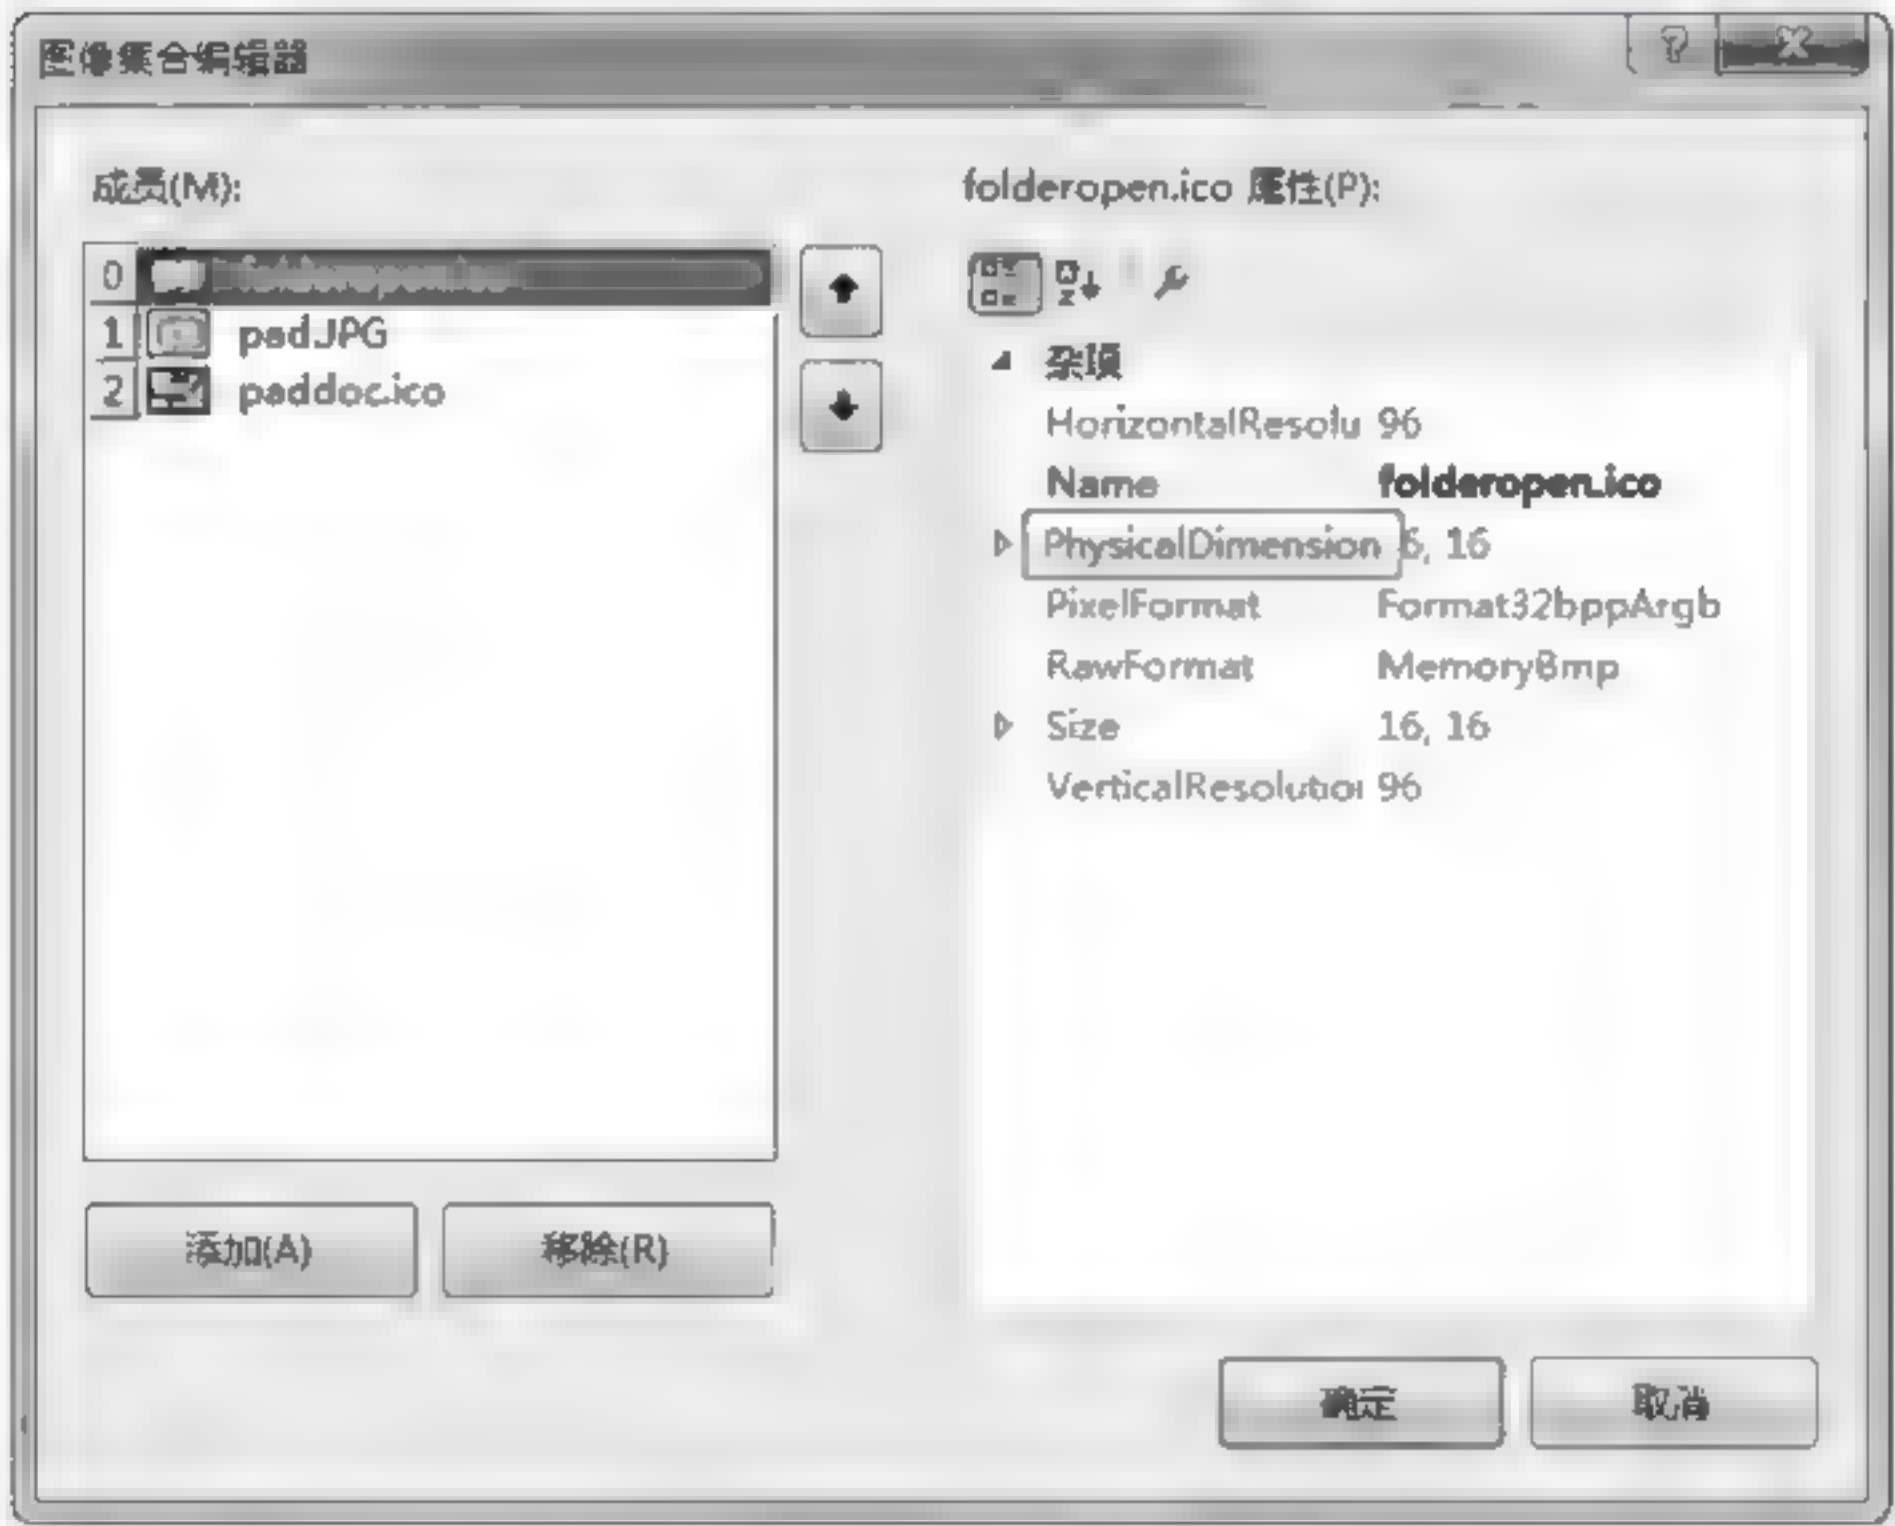 图像集合编辑器
成员(M):
0
1 pad.JPG
2 paddoc.ico
添加(A) 移除(R)
folderopen.ico 属性(P):
杂项
HorizontalResolu 96
Name folderopen.ico
PhysicalDimension 6, 16
PixelFormat Format32bppArgb
RawFormat MemoryBmp
Size 16, 16
VerticalResolution 96
确定 取消